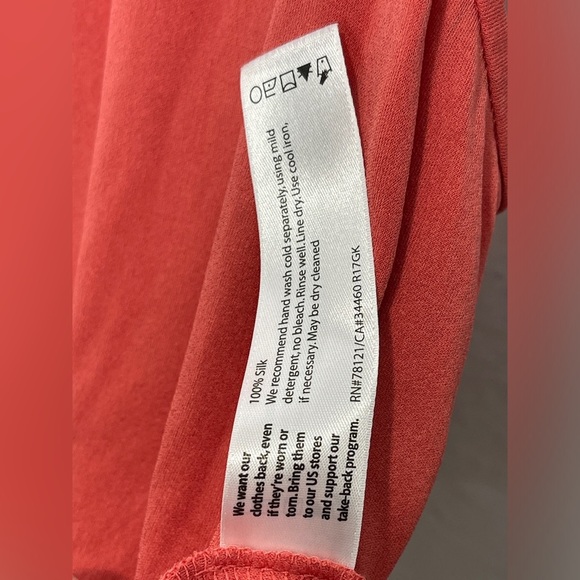 100% Silk
We recommend hand wash cold separately, using mild
detergent, no bleach. Rinse well. Line dry. Use cool iron,
if necessary. May be dry cleaned
RN#78121/CA#34460 R17GK
We want our
clothes back, even
if they're worn or
torn. Bring them
to our US stores
and support our
take-back program.